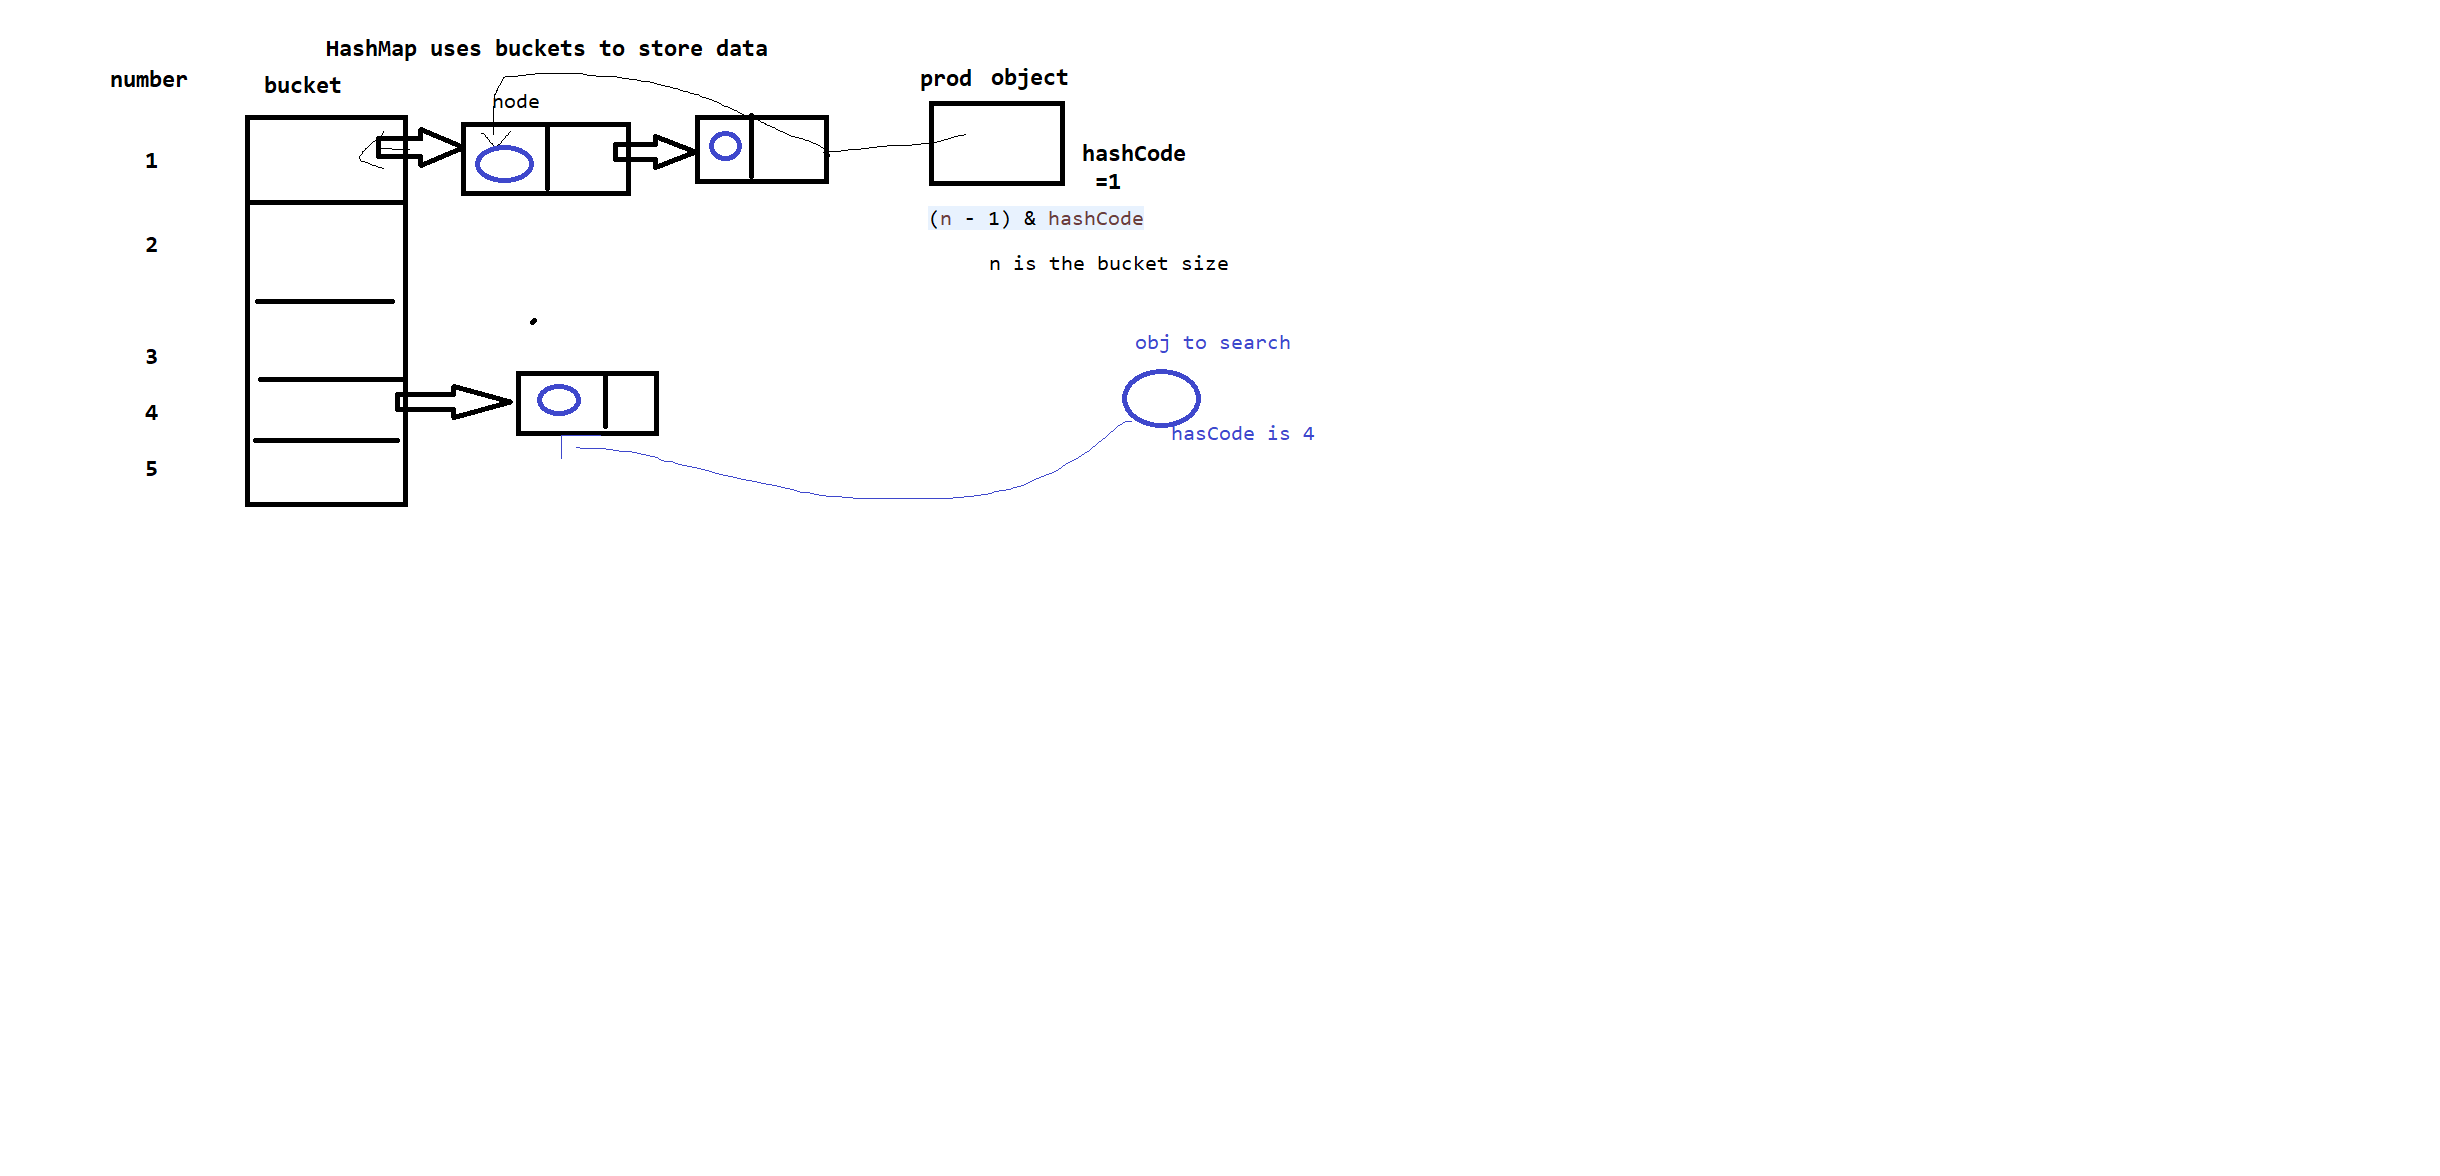 HashMap uses buckets to store data
number
bucket
node
prod object
1
hashCode
=1
(n - 1) & hashCode
2
n is the bucket size
obj to search
3
4
hasCode is 4
5